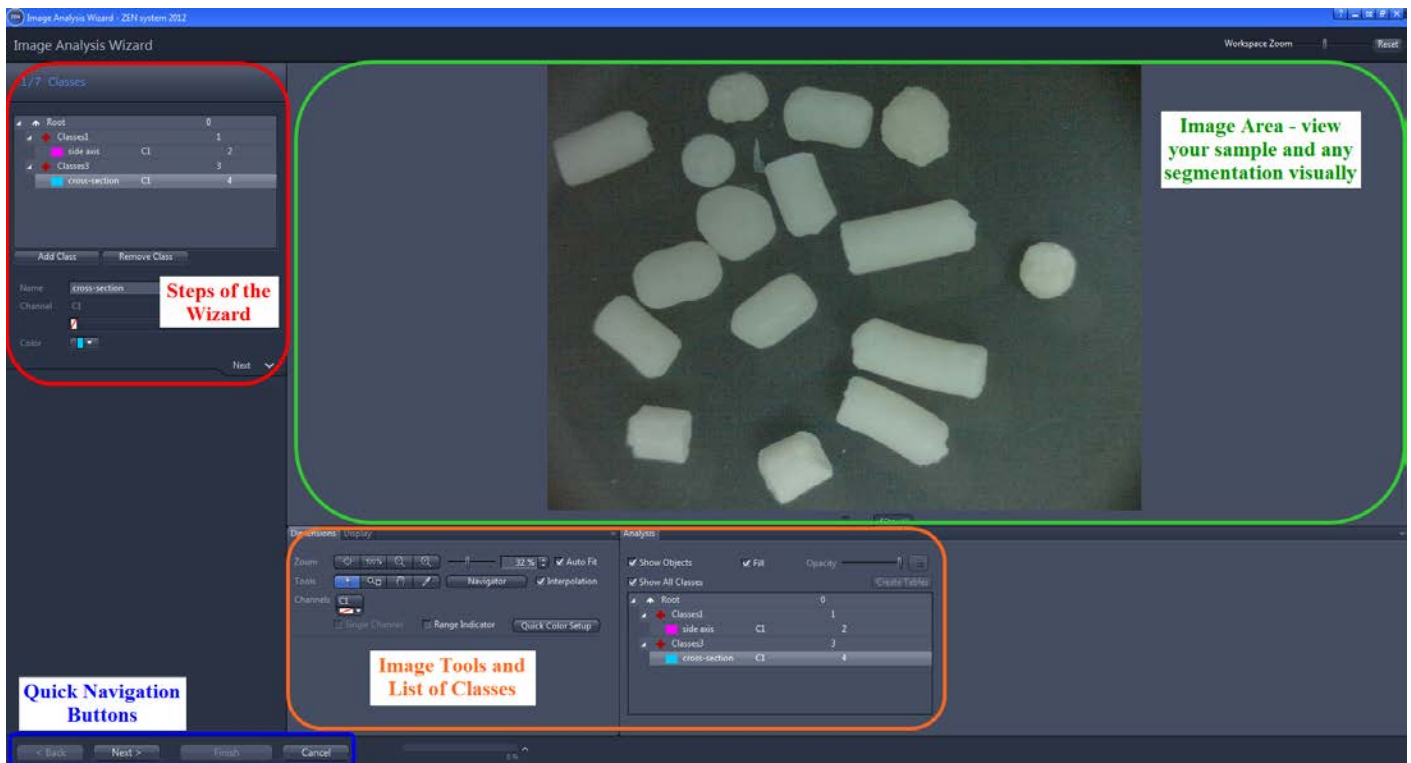 Image Analysis Wizard - ZEN system 2012
Image Analysis Wizard
Workspace Zoom
Reset
1/7 Classes
Root 0
Classes1 1
side axis C1 2
Classes3 3
cross-section C1 4
Add Class Remove Class
Name cross-section
Channel C1
Color
Next
Steps of the
Wizard
Image Area - view
your sample and any
segmentation visually
Dimensions Display
Zoom 100% 32 % Auto Fit
Tools Navigator Interpolation
Channels C1
Single Channel Range Indicator Quick Color Setup
Image Tools and
List of Classes
Analysis
Show Objects Fill Opacity
Show All Classes Create Tables
Root 0
Classes1 1
side axis C1 2
Classes3 3
cross-section C1 4
Quick Navigation
Buttons
< Back Next > Finish Cancel
0 %